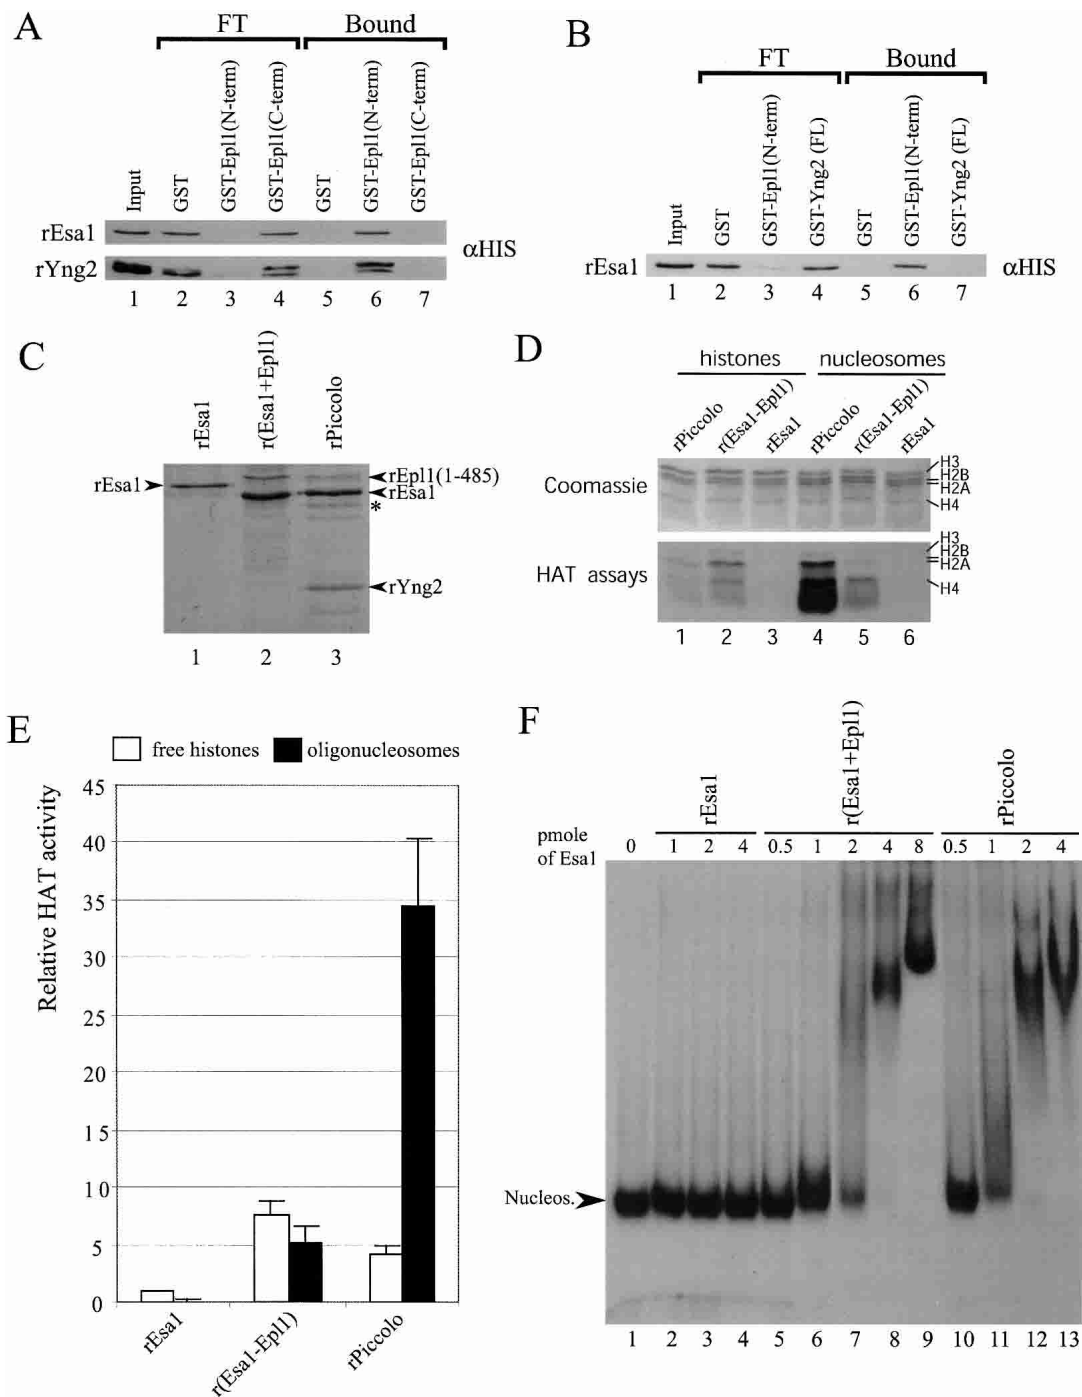 A
FT Bound
Input GST GST-Epl1(N-term) GST-Epl1(C-term) GST GST-Epl1(N-term) GST-Epl1(C-term)
rEsa1
rYng2
αHIS
1 2 3 4 5 6 7
B
FT Bound
Input GST GST-Epl1(N-term) GST-Yng2 (FL) GST GST-Epl1(N-term) GST-Yng2 (FL)
rEsa1 αHIS
1 2 3 4 5 6 7
C
rEsa1 r(Esa1+Epl1) rPiccolo
rEsa1
rEpl1(1-485)
rEsa1
*
rYng2
1 2 3
D
histones nucleosomes
rPiccolo r(Esa1-Epl1) rEsa1 rPiccolo r(Esa1-Epl1) rEsa1
Coomassie
H3
H2B
H2A
H4
HAT assays
H3
H2B
H2A
H4
1 2 3 4 5 6
E
free histones oligonucleosomes
Relative HAT activity
45
40
35
30
25
20
15
10
5
0
rEsa1 r(Esa1-Epl1) rPiccolo
F
rEsa1 r(Esa1+Epl1) rPiccolo
pmole
of Esa1
0 1 2 4 0.5 1 2 4 8 0.5 1 2 4
Nucleos.
1 2 3 4 5 6 7 8 9 10 11 12 13